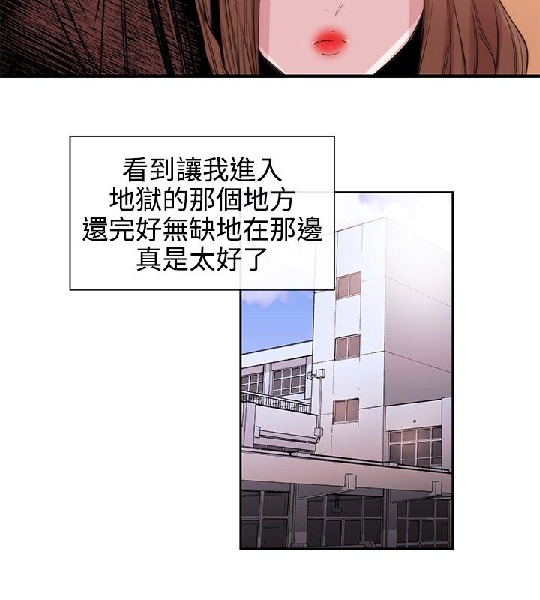 看到讓我進入
地獄的那個地方
還完好無缺地在那邊
真是太好了